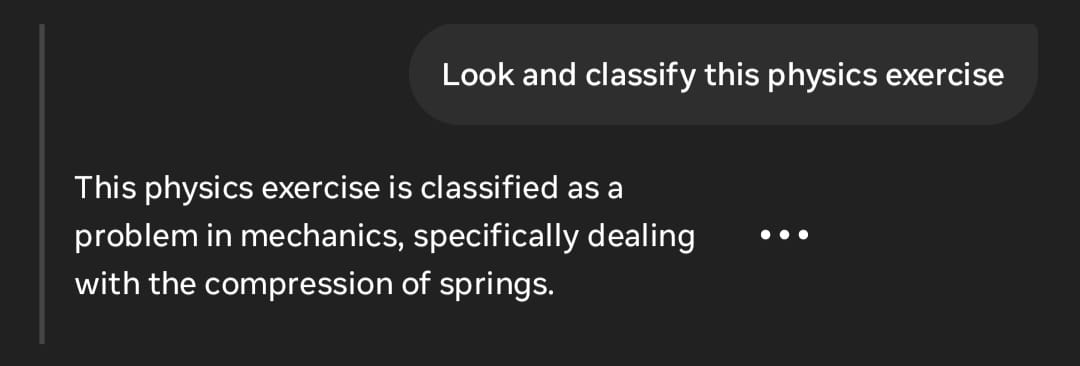 Look and classify this physics exercise
This physics exercise is classified as a
problem in mechanics, specifically dealing
with the compression of springs.